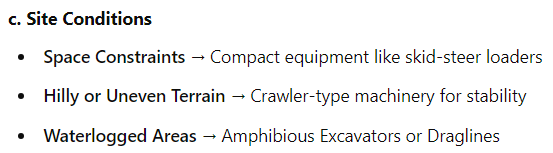 c. Site Conditions
• Space Constraints → Compact equipment like skid-steer loaders
• Hilly or Uneven Terrain → Crawler-type machinery for stability
• Waterlogged Areas → Amphibious Excavators or Draglines